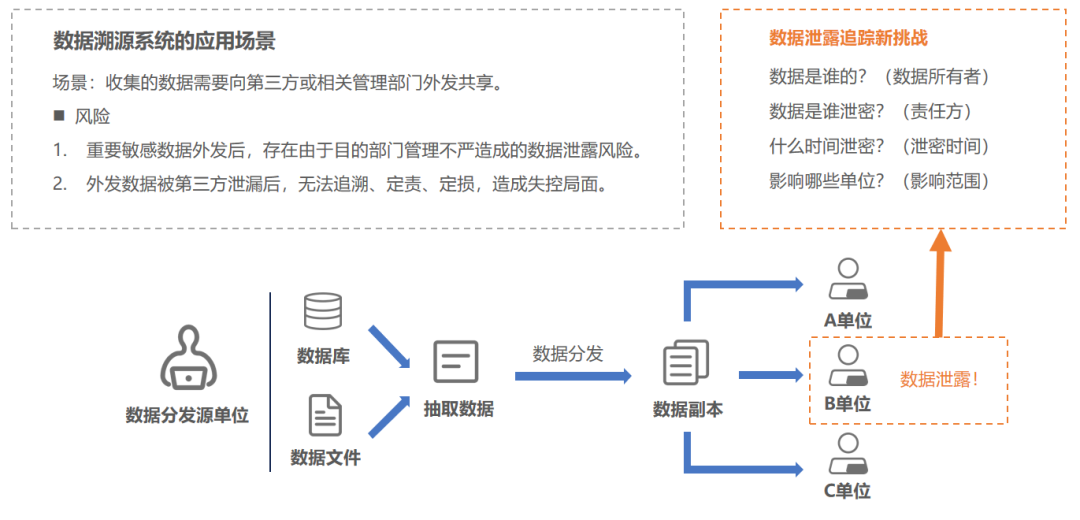 数据溯源系统的应用场景
场景：收集的数据需要向第三方或相关管理部门外发共享。
■ 风险
1. 重要敏感数据外发后，存在由于目的部门管理不严造成的数据泄露风险。
2. 外发数据被第三方泄漏后，无法追溯、定责、定损，造成失控局面。
数据泄露追踪新挑战
数据是谁的？（数据所有者）
数据是谁泄密？（责任方）
什么时间泄密？（泄密时间）
影响哪些单位？（影响范围）
数据分发源单位
数据库
数据文件
抽取数据
数据分发
数据副本
A单位
B单位
数据泄露！
C单位